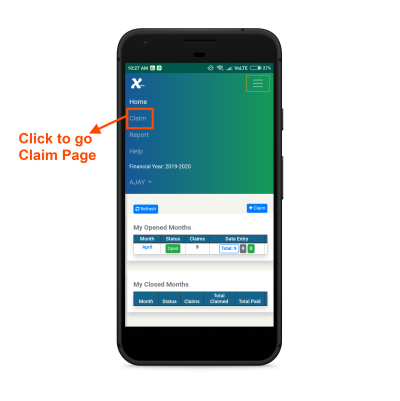 10:27 AM
VoLTE
37%
X
Home
Claim
Click to go
Claim Page
Report
Help
Financial Year: 2019-2020
AJAY
Refresh
+ Claim
My Opened Months
Month Status Claims Data Entry
April Open 9 Total: 9 9 0
My Closed Months
Month Status Claims Total Claimed Total Paid